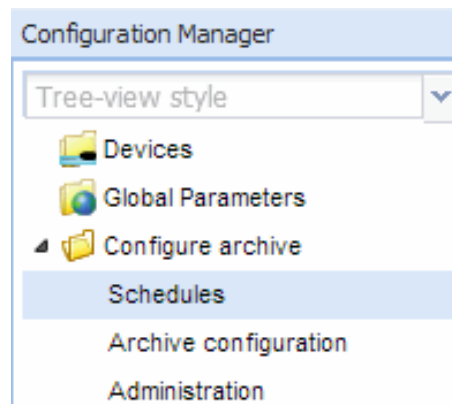 Configuration Manager
Tree-view style
Devices
Global Parameters
Configure archive
Schedules
Archive configuration
Administration